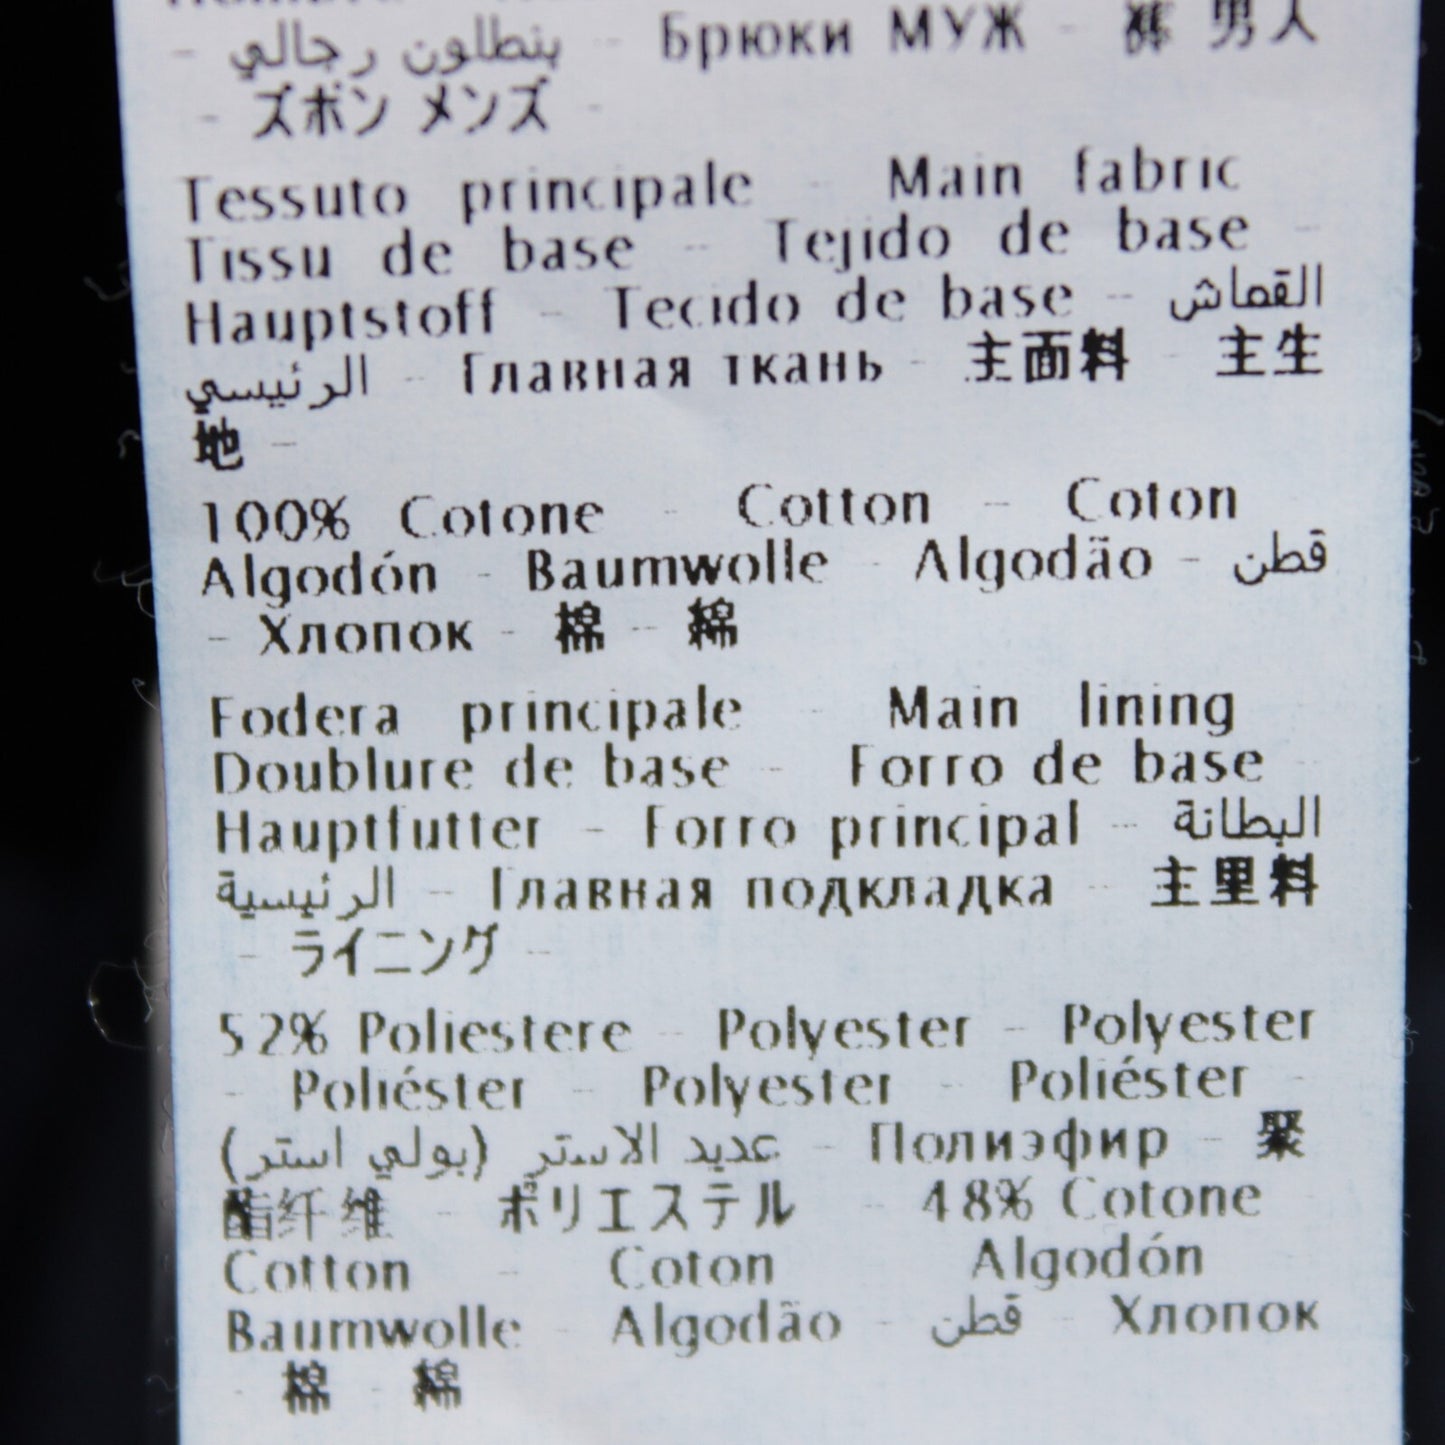 - بنطلون رجالي - Брюки МУЖ - 裤 男人
- ズボン メンズ -
Tessuto principale - Main fabric
Tissu de base - Tejido de base -
Hauptstoff - Tecido de base - القماش
الرئيسي - Главная ткань - 主面料 - 主生
地 -
100% Cotone - Cotton - Coton
Algodón - Baumwolle - Algodão - قطن
- Хлопок - 棉 - 綿
Fodera principale - Main lining
Doublure de base - Forro de base -
Hauptfutter - Forro principal - البطانة
الرئيسية - Главная подкладка - 主里料
- ライニング -
52% Poliestere - Polyester - Polyester
- Poliéster - Polyester - Poliéster -
عديد الاستر (بولي استر) - Полиэфир - 聚
酯纤维 - ポリエステル - 48% Cotone
Cotton - Coton Algodón
Baumwolle - Algodão - قطن - Хлопок
- 棉 - 綿